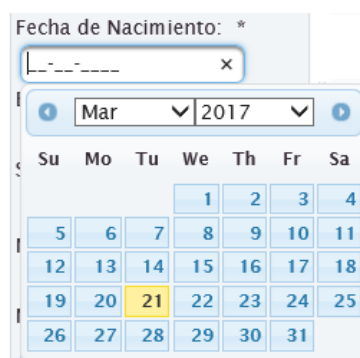 Fecha de Nacimiento: *
__-__-____ ×
Mar 2017
Su Mo Tu We Th Fr Sa
1 2 3 4
5 6 7 8 9 10 11
12 13 14 15 16 17 18
19 20 21 22 23 24 25
26 27 28 29 30 31